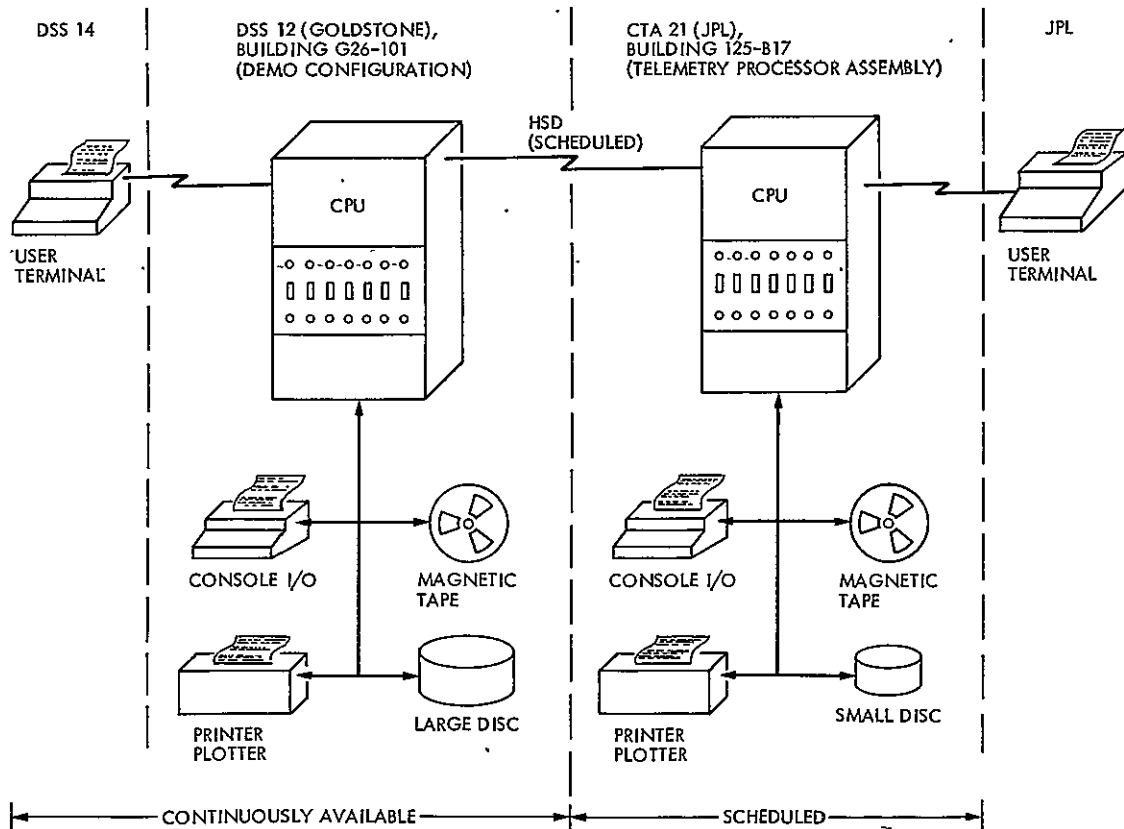 DSS 14
DSS 12 (GOLDSTONE),
BUILDING G26-101
(DEMO CONFIGURATION)
CTA 21 (JPL),
BUILDING 125-B17
(TELEMETRY PROCESSOR ASSEMBLY)
JPL
HSD
(SCHEDULED)
CPU
CPU
USER
TERMINAL
USER
TERMINAL
CONSOLE I/O
MAGNETIC
TAPE
CONSOLE I/O
MAGNETIC
TAPE
PRINTER
PLOTTER
LARGE DISC
PRINTER
PLOTTER
SMALL DISC
CONTINUOUSLY AVAILABLE
SCHEDULED